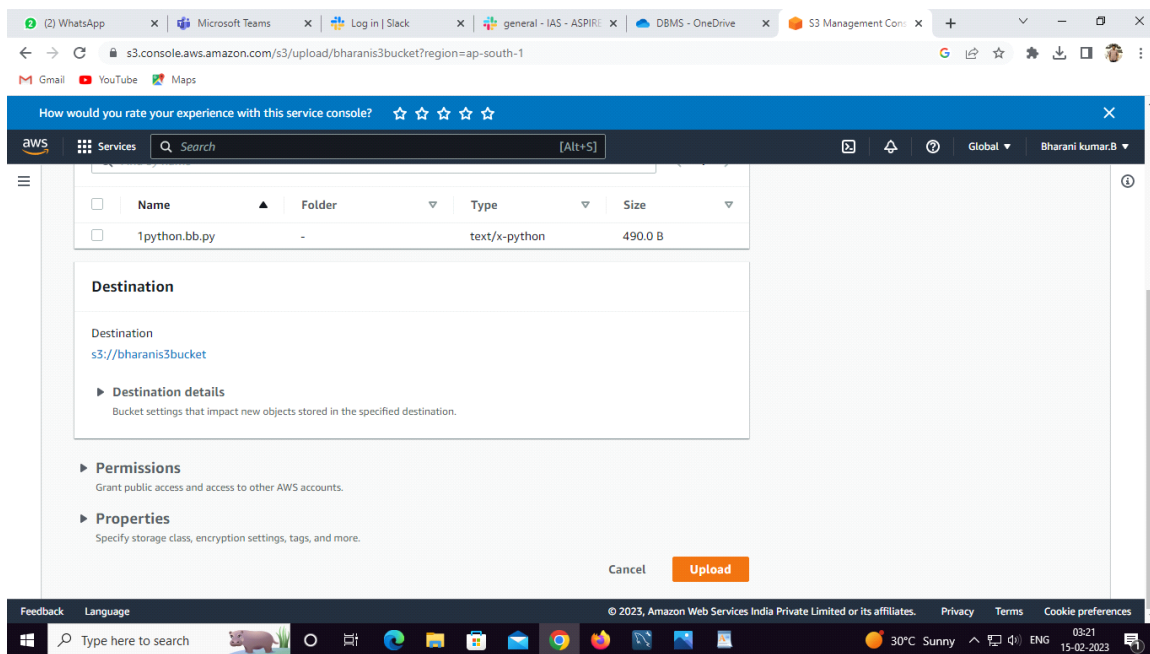 (2) WhatsApp
Microsoft Teams
Log in | Slack
general - IAS - ASPIRE
DBMS - OneDrive
S3 Management Cons
s3.console.aws.amazon.com/s3/upload/bharanis3bucket?region=ap-south-1
Gmail
YouTube
Maps
How would you rate your experience with this service console?
aws
Services
Search
[Alt+S]
Global
Bharani kumar.B
Name
Folder
Type
Size
1python.bb.py
-
text/x-python
490.0 B
Destination
Destination
s3://bharanis3bucket
Destination details
Bucket settings that impact new objects stored in the specified destination.
Permissions
Grant public access and access to other AWS accounts.
Properties
Specify storage class, encryption settings, tags, and more.
Cancel
Upload
Feedback
Language
© 2023, Amazon Web Services India Private Limited or its affiliates.
Privacy
Terms
Cookie preferences
Type here to search
30°C Sunny
ENG
03:21
15-02-2023